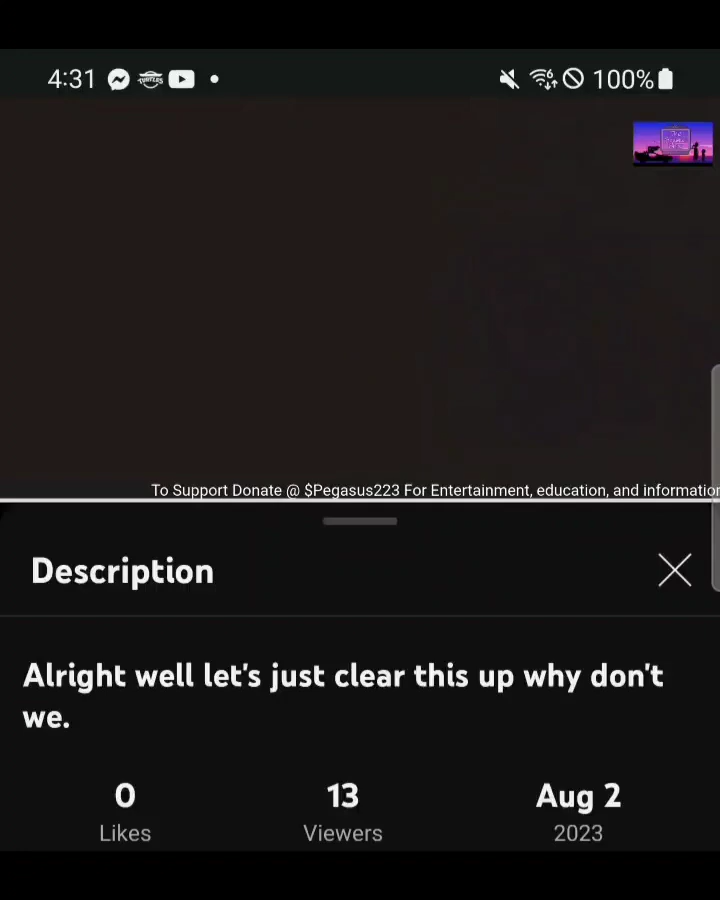 4:31 100%
To Support Donate @ $Pegasus223 For Entertainment, education, and information
Description
Alright well let's just clear this up why don't
we.
0 13 Aug 2
Likes Viewers 2023